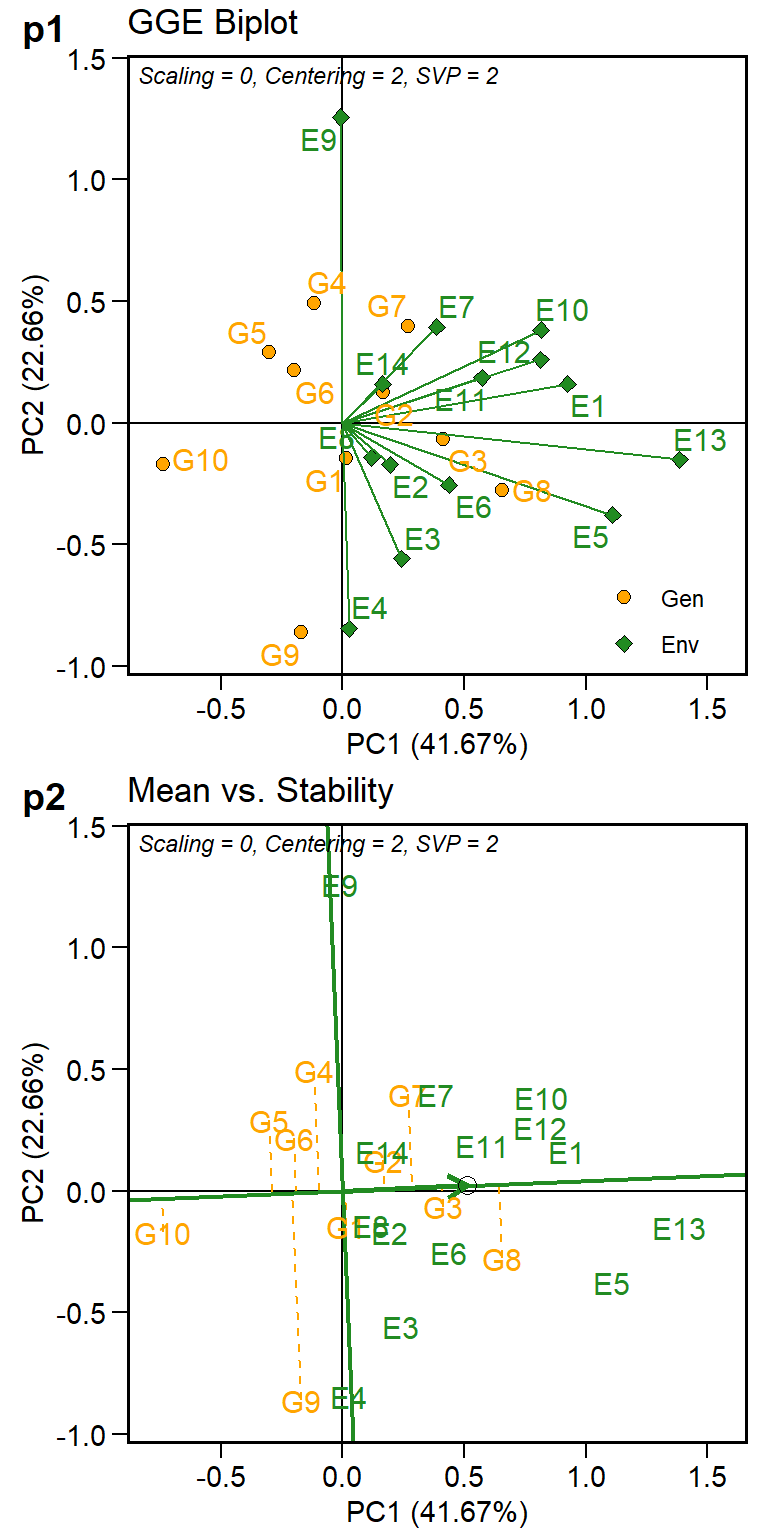 p1
GGE Biplot
Scaling = 0, Centering = 2, SVP = 2
1.5
E9
1.0
G4
0.5
G7
E7
E10
G5
E14
E12
G6
G2
E11
E1
0.0
E8
E13
G10
G1
E2
G3
G8
E6
E5
-0.5
E3
E4
Gen
G9
Env
-1.0
PC2 (22.66%)
-0.5
0.0
0.5
1.0
1.5
PC1 (41.67%)
p2
Mean vs. Stability
1.5
Scaling = 0, Centering = 2, SVP = 2
E9
1.0
0.5
G4
G7
E7
E10
G5
G6
E12
E14
G2
E11
E1
0.0
G3
G10
G1
E8
E2
E13
E6
G8
E5
-0.5
E3
G9
E4
-1.0
PC2 (22.66%)
-0.5
0.0
0.5
1.0
1.5
PC1 (41.67%)